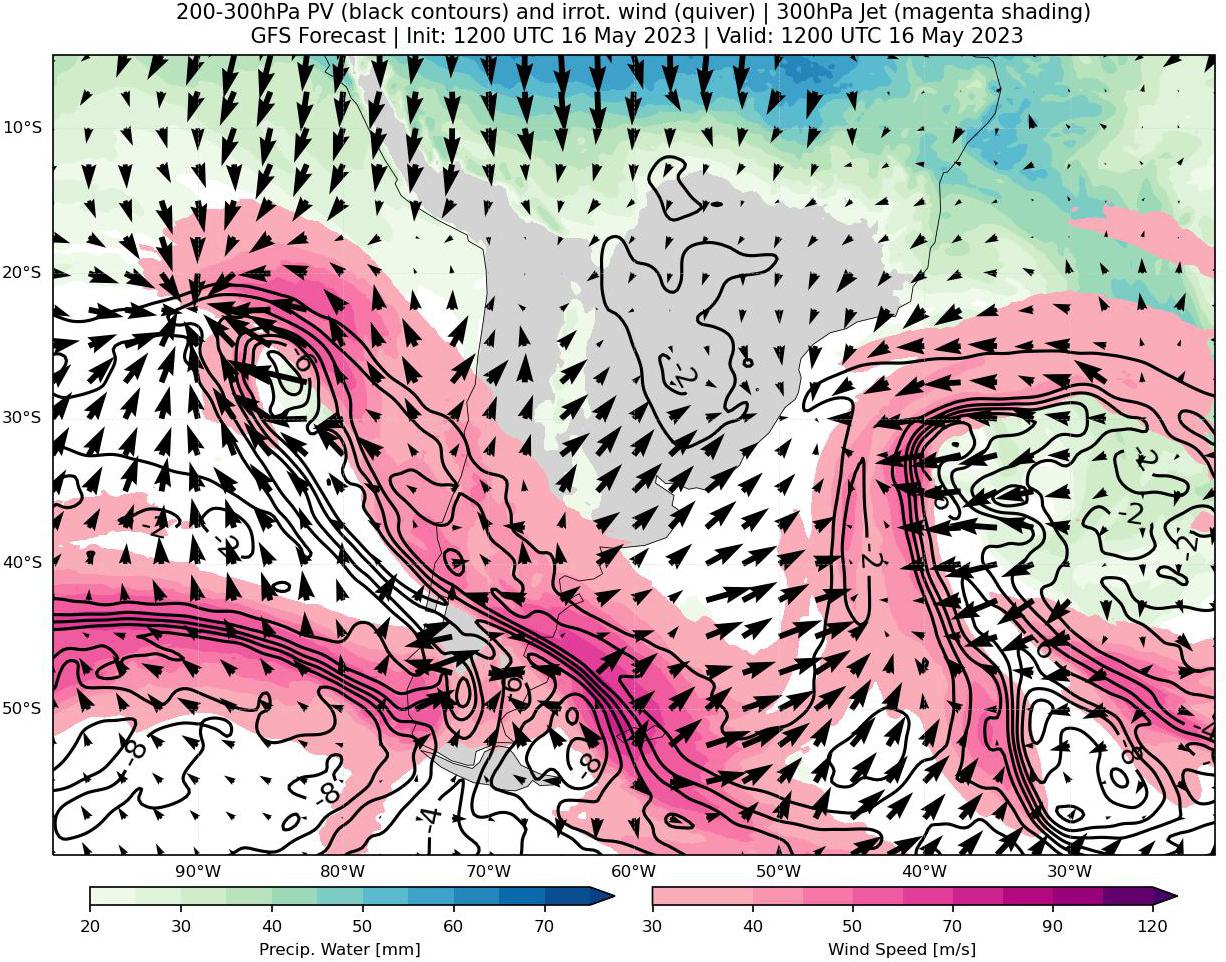 200-300hPa PV (black contours) and irrot. wind (quiver) | 300hPa Jet (magenta shading)
GFS Forecast | Init: 1200 UTC 16 May 2023 | Valid: 1200 UTC 16 May 2023
10°S
20°S
-2
30°S
-2
-2
-2
-2
-2
-2
40°S
50°S
-8
-8
-8
-8
-4
90°W 80°W 70°W 60°W 50°W 40°W 30°W
20 30 40 50 60 70
30 40 50 70 90 120
Precip. Water [mm]
Wind Speed [m/s]